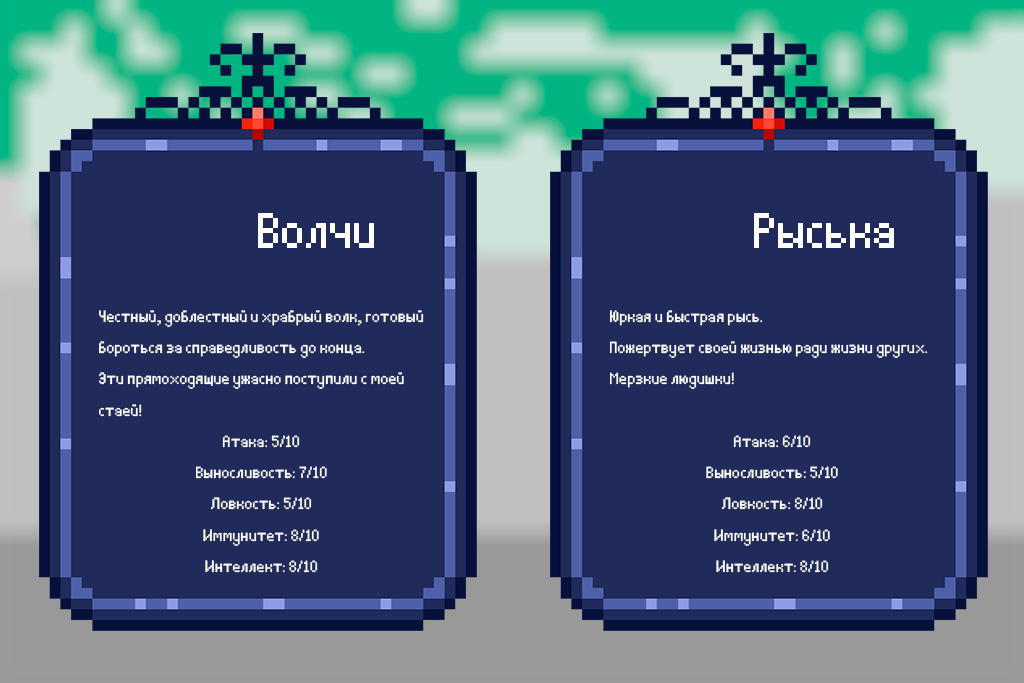 Волчи
Честный, доблестный и храбрый волк, готовый
бороться за справедливость до конца.
Эти прямоходящие ужасно поступили с моей
стаей!
Атака: 5/10
Выносливость: 7/10
Ловкость: 5/10
Иммунитет: 8/10
Интеллект: 8/10
Рыська
Юркая и быстрая рысь.
Пожертвует своей жизнью ради жизни других.
Мерзкие людишки!
Атака: 6/10
Выносливость: 5/10
Ловкость: 8/10
Иммунитет: 6/10
Интеллект: 8/10